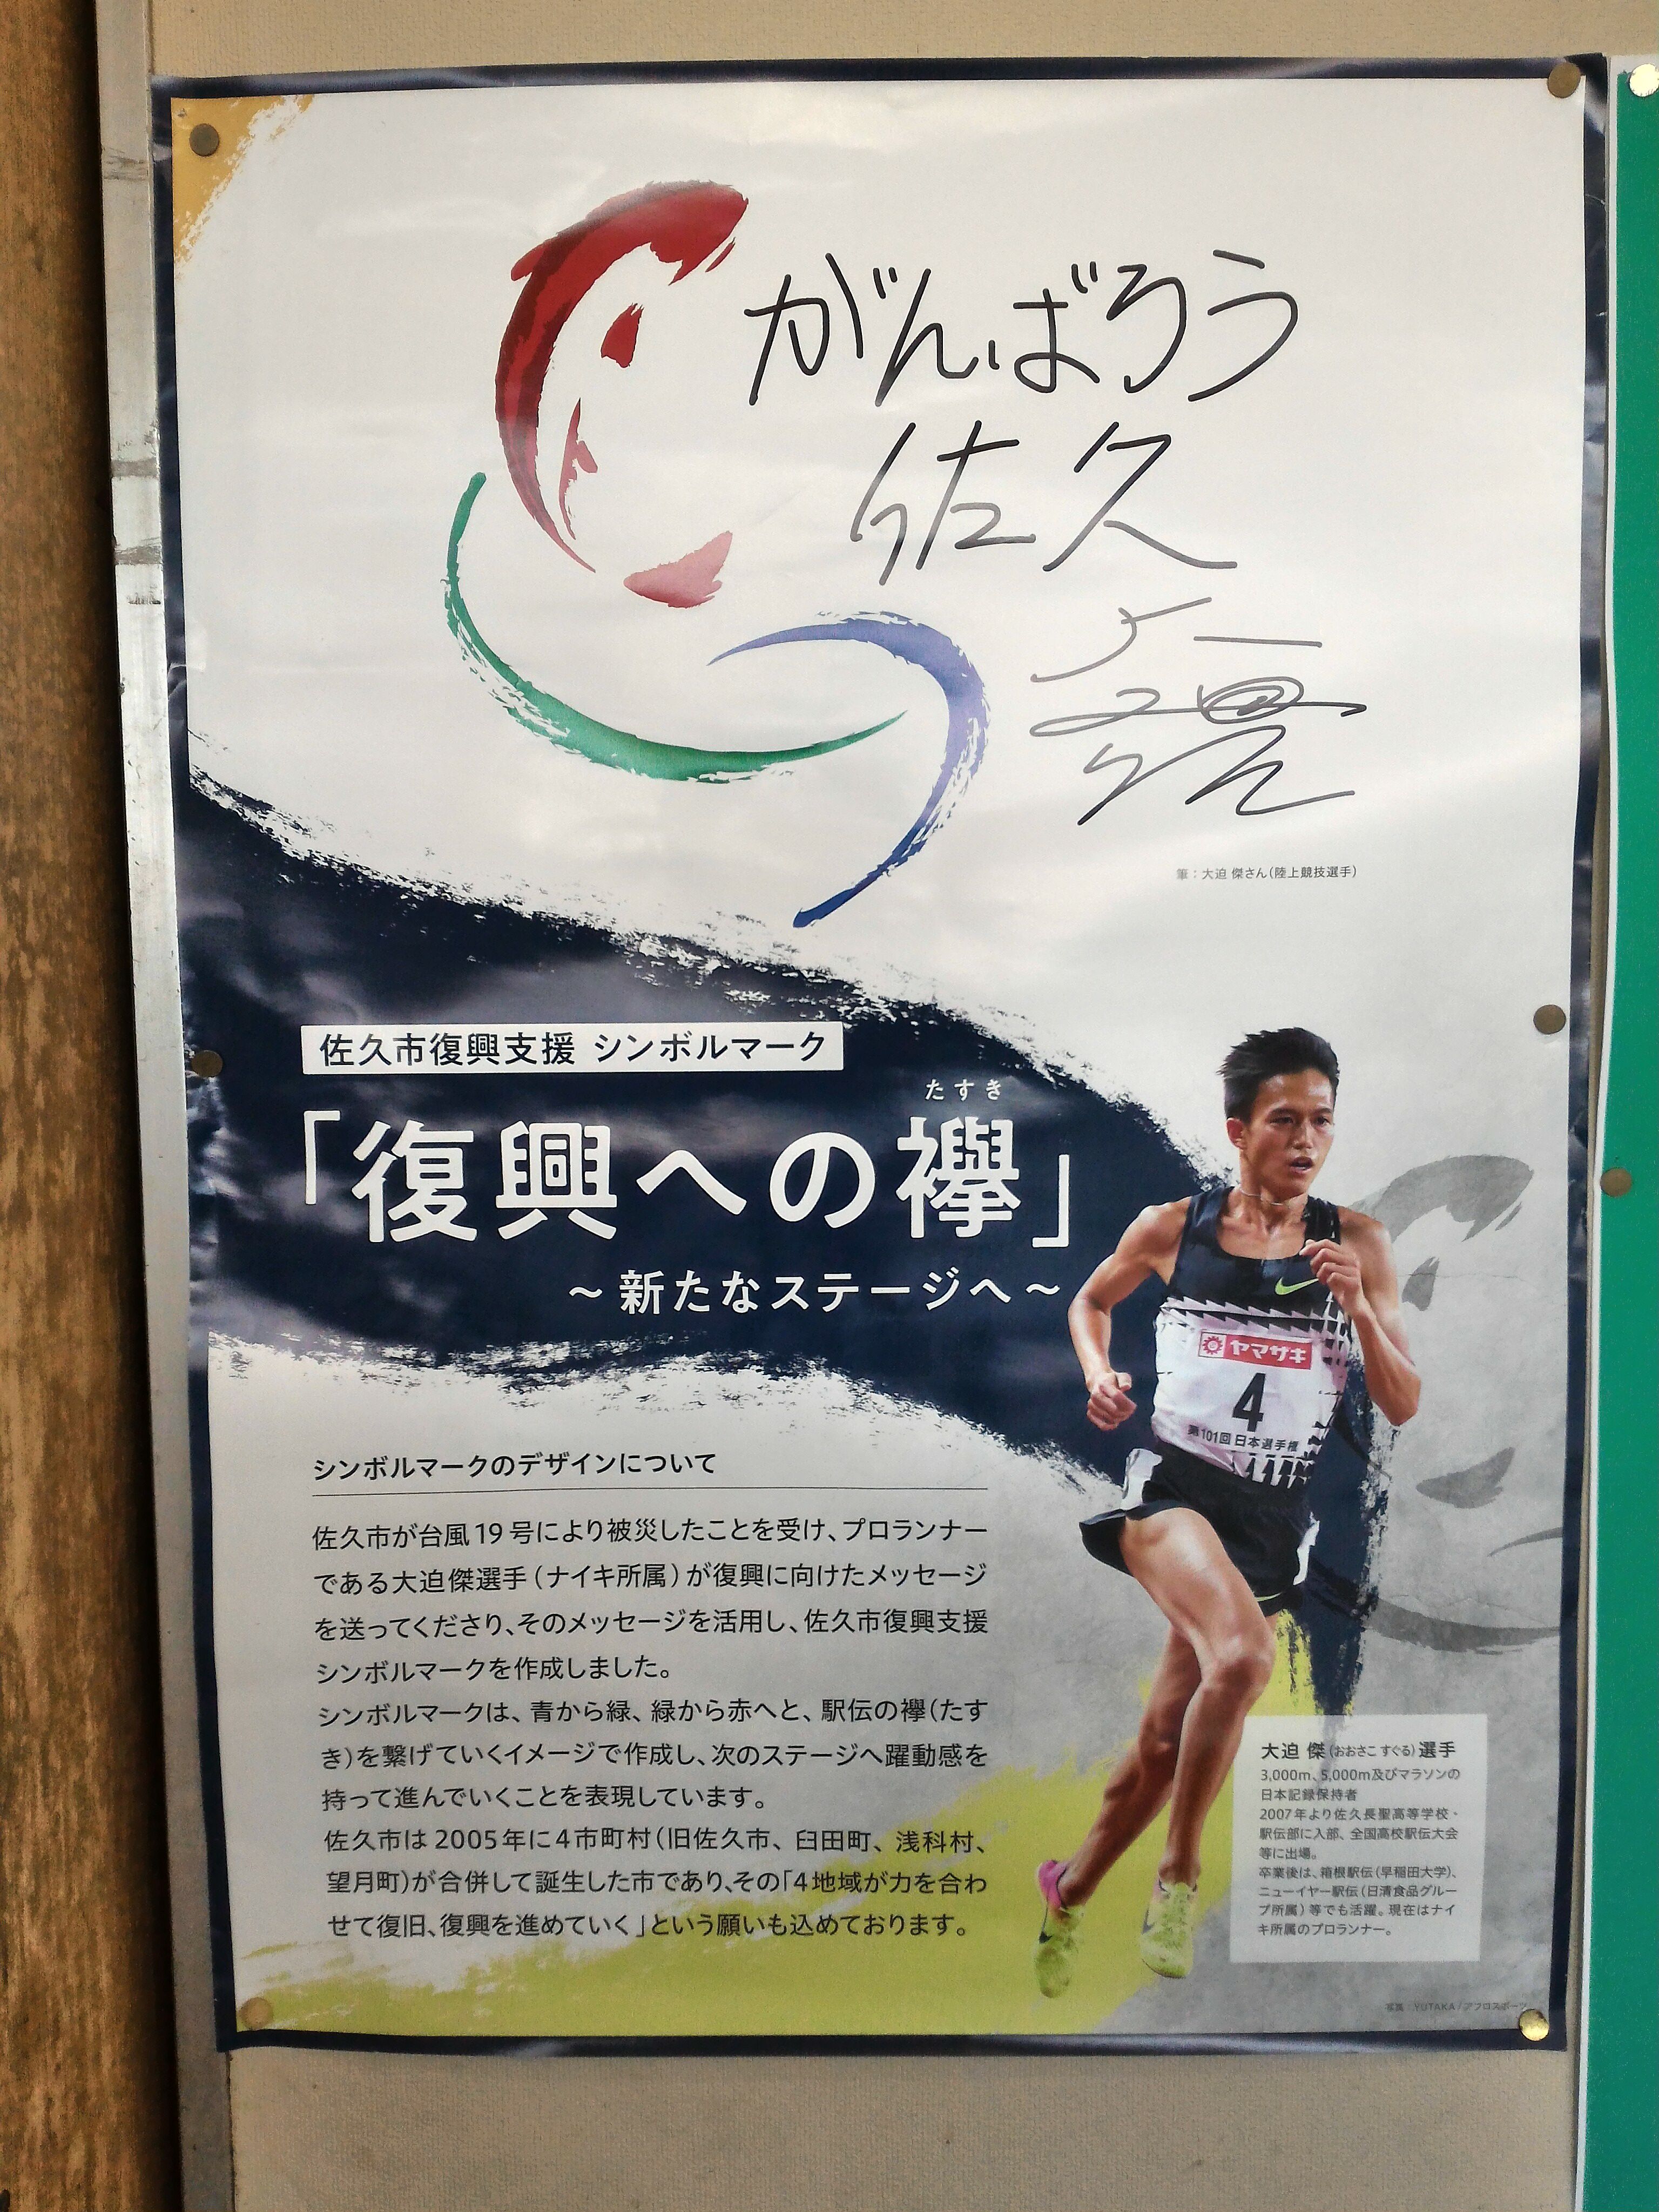 がんばろう
佐久
筆：大迫 傑さん(陸上競技選手)
佐久市復興支援 シンボルマーク
たすき
「復興への襷」
～新たなステージへ～
ヤマザキ
4
第101回 日本選手権
シンボルマークのデザインについて
佐久市が台風19号により被災したことを受け、プロランナー
である大迫傑選手(ナイキ所属)が復興に向けたメッセージ
を送ってくださり、そのメッセージを活用し、佐久市復興支援
シンボルマークを作成しました。
シンボルマークは、青から緑、緑から赤へと、駅伝の襷(たす
き)を繋げていくイメージで作成し、次のステージへ躍動感を
持って進んでいくことを表現しています。
佐久市は2005年に4市町村(旧佐久市、臼田町、浅科村、
望月町)が合併して誕生した市であり、その「4地域が力を合わ
せて復旧、復興を進めていく」という願いも込めております。
大迫 傑(おおさこ すぐる)選手
3,000m、5,000m及びマラソンの
日本記録保持者
2007年より佐久長聖高等学校・
駅伝部に入部、全国高校駅伝大会
等に出場。
卒業後は、箱根駅伝(早稲田大学)、
ニューイヤー駅伝(日清食品グルー
プ所属)等でも活躍。現在はナイ
キ所属のプロランナー。
写真：YUTAKA/アフロスポーツ